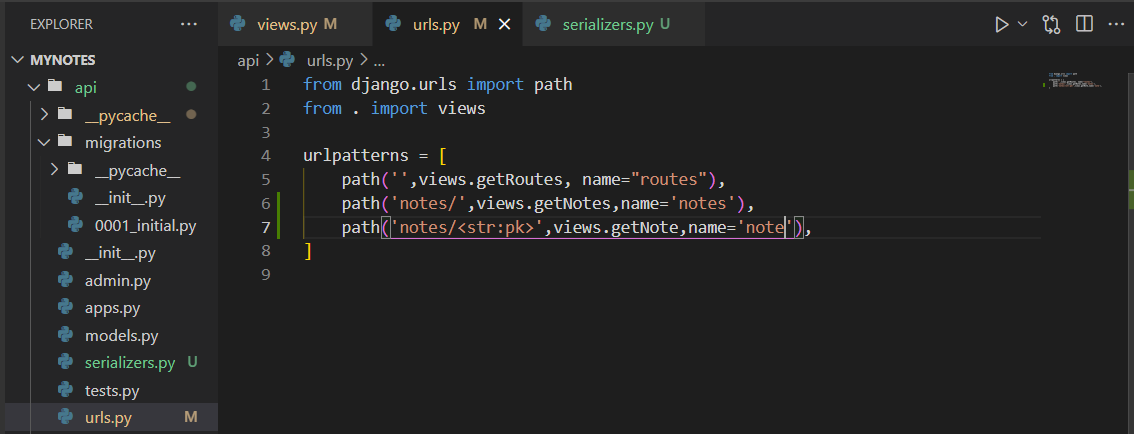 EXPLORER ...
views.py M
urls.py M
serializers.py U
MYNOTES
api
__pycache__
migrations
__pycache__
__init__.py
0001_initial.py
__init__.py
admin.py
apps.py
models.py
serializers.py U
tests.py
urls.py M
api > urls.py > ...
1 from django.urls import path
2 from . import views
3
4 urlpatterns = [
5     path('',views.getRoutes, name="routes"),
6     path('notes/',views.getNotes,name='notes'),
7     path('notes/<str:pk>',views.getNote,name='note'),
8 ]
9